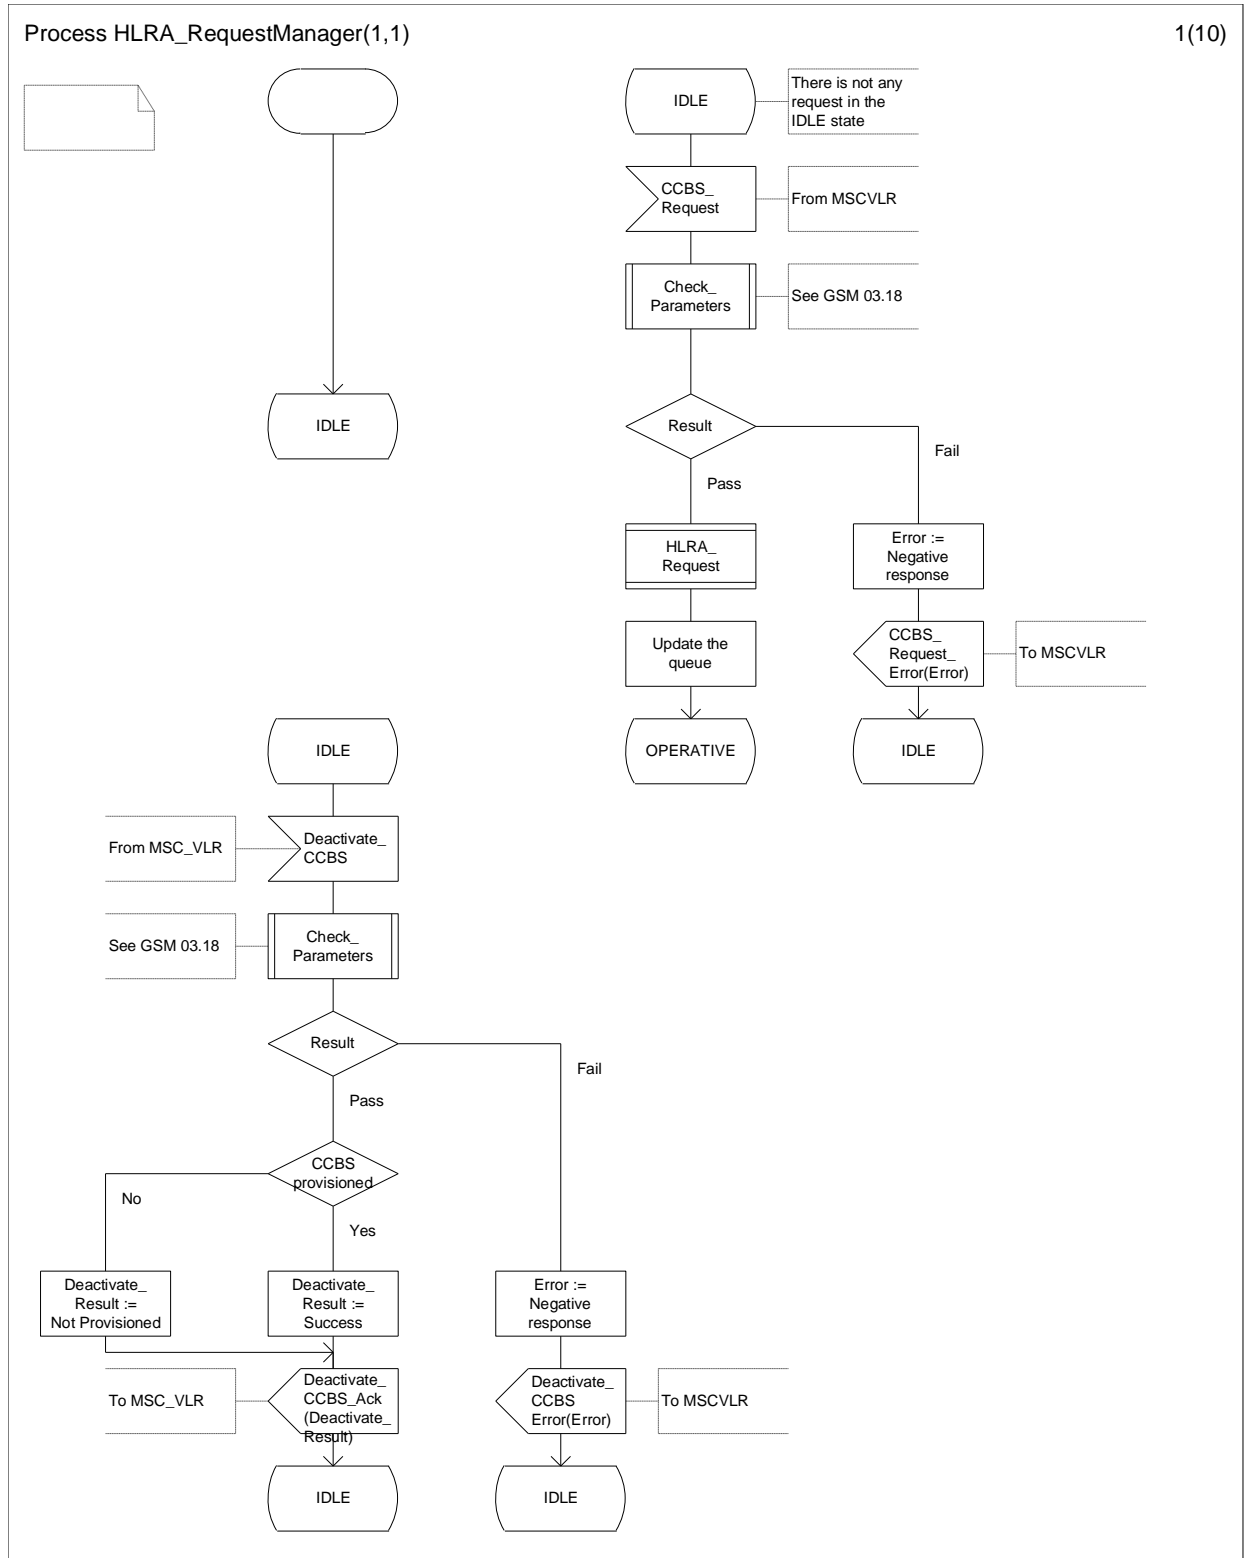 Process HLRA_RequestManager(1,1)
1(10)
IDLE
There is not any
request in the
IDLE state
CCBS_
Request
From MSCVLR
Check_
Parameters
See GSM 03.18
IDLE
Result
Fail
Pass
HLRA_
Request
Error :=
Negative
response
Update the
queue
CCBS_
Request_
Error(Error)
To MSCVLR
OPERATIVE
IDLE
IDLE
From MSC_VLR
Deactivate_
CCBS
See GSM 03.18
Check_
Parameters
Result
Fail
Pass
CCBS
provisioned
No
Yes
Deactivate_
Result :=
Not Provisioned
Deactivate_
Result :=
Success
Error :=
Negative
response
To MSC_VLR
Deactivate_
CCBS_Ack
(Deactivate_
Result)
Deactivate_
CCBS
Error(Error)
To MSCVLR
IDLE
IDLE